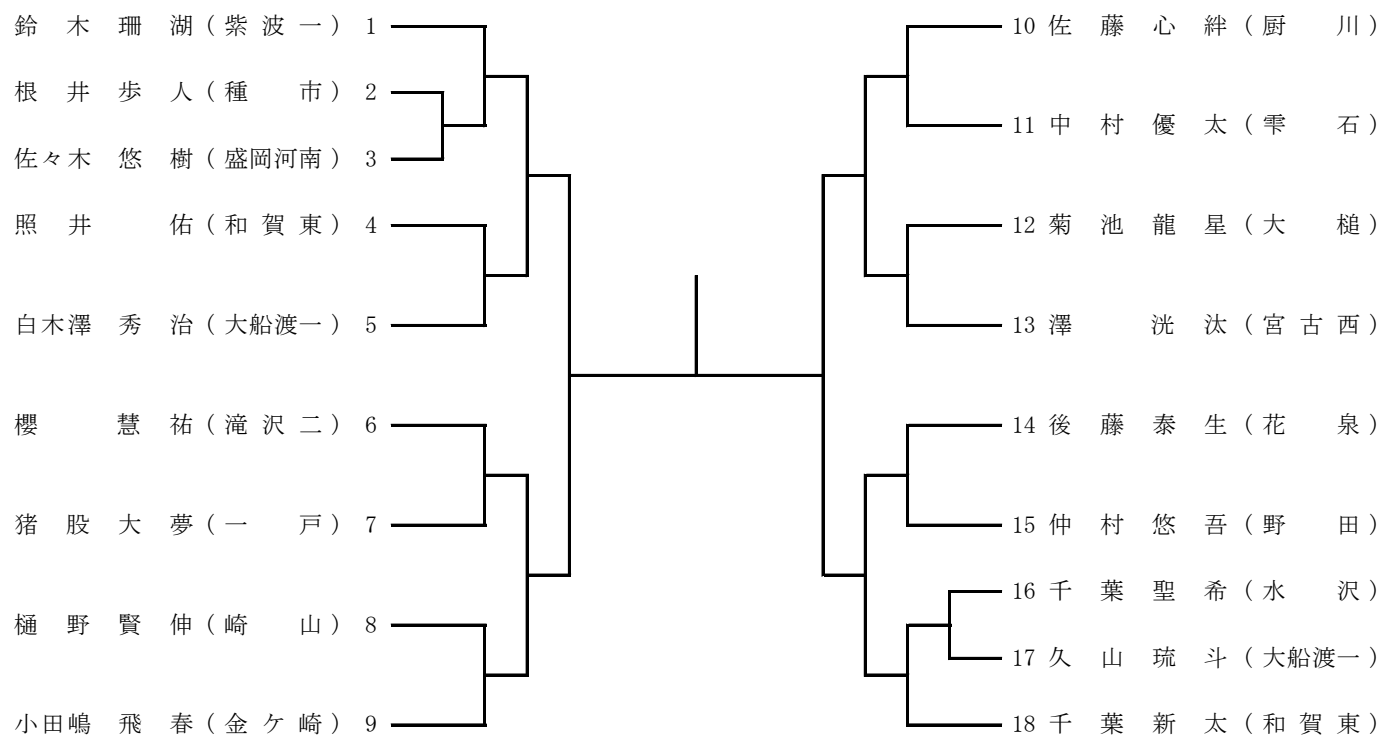 鈴木珊湖(紫波一) 1
根井歩人(種市) 2
佐々木悠樹(盛岡河南) 3
照井佑(和賀東) 4
白木澤秀治(大船渡一) 5
櫻慧祐(滝沢二) 6
猪股大夢(一戸) 7
樋野賢伸(崎山) 8
小田嶋飛春(金ケ崎) 9
10 佐藤心絆(厨川)
11 中村優太(雫石)
12 菊池龍星(大槌)
13 澤洸汰(宮古西)
14 後藤泰生(花泉)
15 仲村悠吾(野田)
16 千葉聖希(水沢)
17 久山琉斗(大船渡一)
18 千葉新太(和賀東)